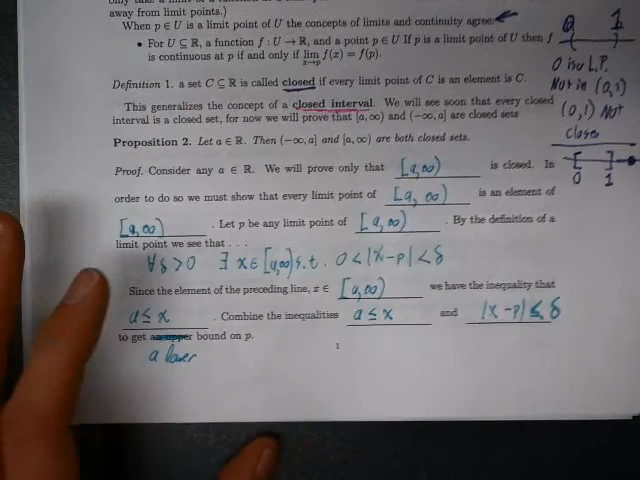 away from limit points.)
When p ∈ U is a limit point of U the concepts of limits and continuity agree.
• For U ⊆ ℝ, a function f : U → ℝ, and a point p ∈ U If p is a limit point of U then f
is continuous at p if and only if lim x→p f(x) = f(p).
Definition 1. a set C ⊆ ℝ is called closed if every limit point of C is an element is C.
This generalizes the concept of a closed interval. We will see soon that every closed
interval is a closed set, for now we will prove that [a, ∞) and (−∞, a] are closed sets
Proposition 2. Let a ∈ ℝ. Then (−∞, a] and [a, ∞) are both closed sets.
Proof. Consider any a ∈ ℝ. We will prove only that [a, ∞) is closed. In
order to do so we must show that every limit point of [a, ∞) is an element of
[a, ∞) . Let p be any limit point of [a, ∞) . By the definition of a
limit point we see that . . .
∀δ>0 ∃ x∈[a,∞) s.t. 0<|x-p|<δ
Since the element of the preceding line, x ∈ [a, ∞) we have the inequality that
a ≤ x . Combine the inequalities a ≤ x and |x-p| ≤ δ
to get an upper bound on p.
a lower
1
0 1
0 is a L.P.
Not in (0,1)
(0,1) Not
closed
[ ]
0 1